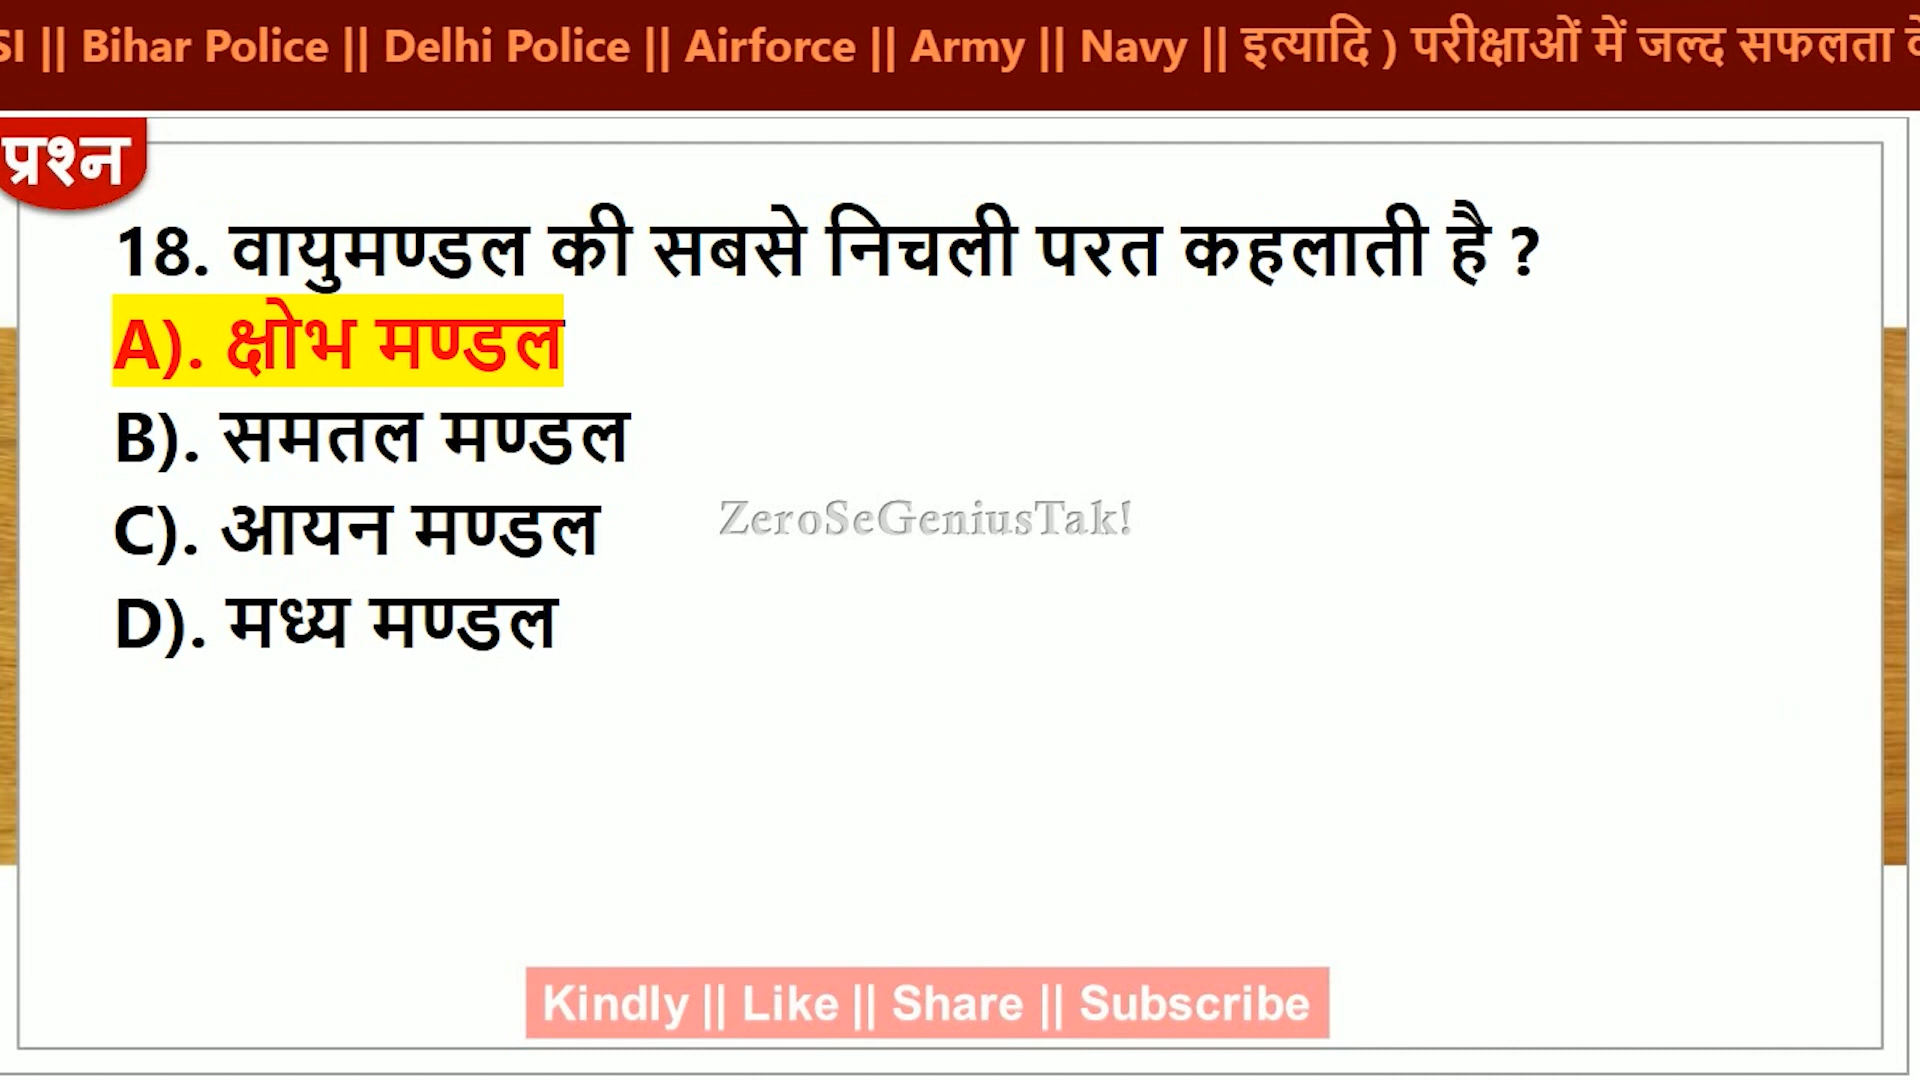 || Bihar Police || Delhi Police || Airforce || Army || Navy || इत्यादि ) परीक्षाओं में जल्द सफलता
प्रश्न
18. वायुमण्डल की सबसे निचली परत कहलाती है ?
A). क्षोभ मण्डल
B). समतल मण्डल
C). आयन मण्डल
D). मध्य मण्डल
ZeroSeGeniusTak!
Kindly || Like || Share || Subscribe